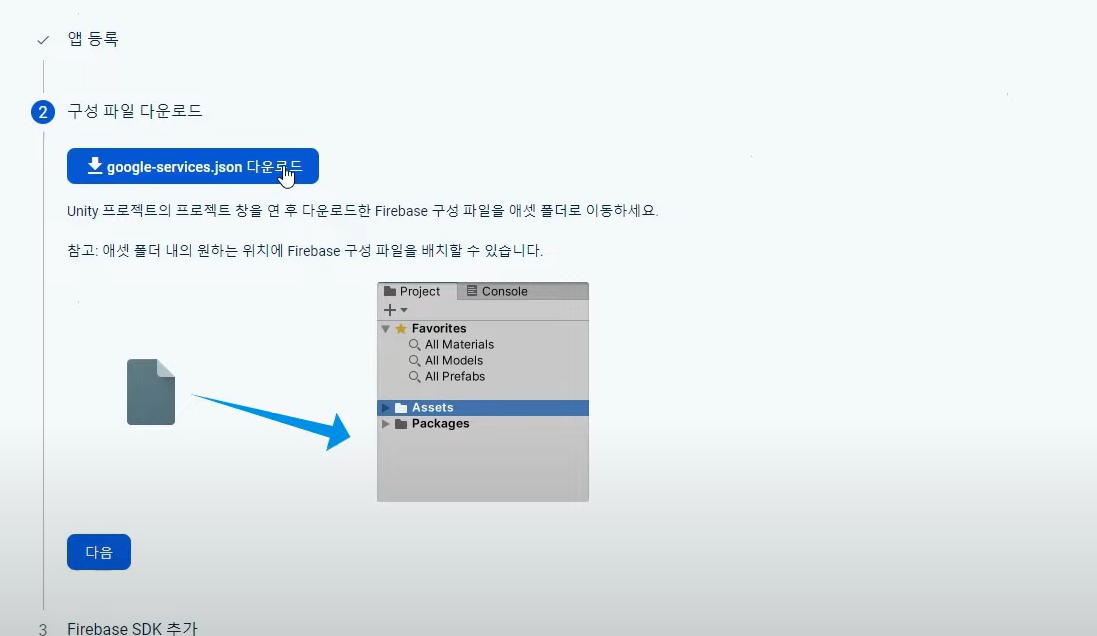 앱 등록
2 구성 파일 다운로드
google-services.json 다운로드
Unity 프로젝트의 프로젝트 창을 연 후 다운로드한 Firebase 구성 파일을 애셋 폴더로 이동하세요.
참고: 애셋 폴더 내의 원하는 위치에 Firebase 구성 파일을 배치할 수 있습니다.
Project Console
Favorites
All Materials
All Models
All Prefabs
Assets
Packages
다음
3 Firebase SDK 추가